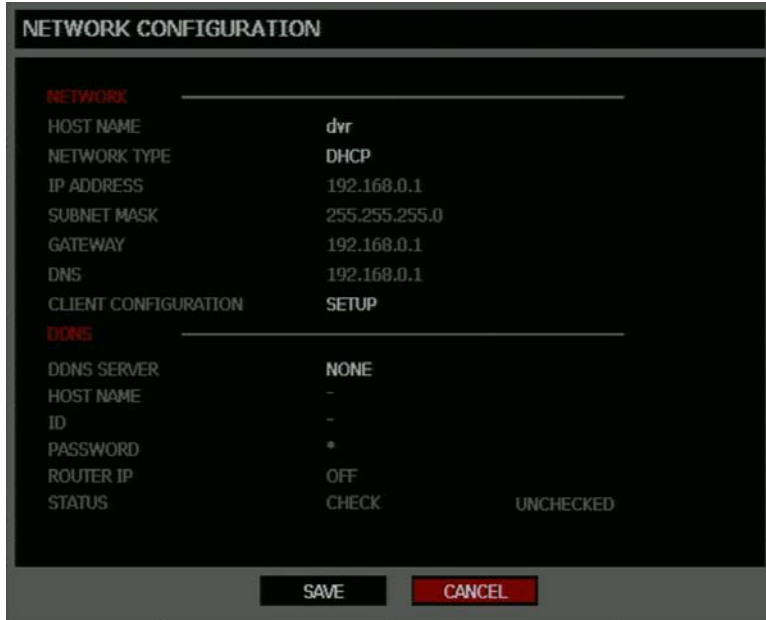 NETWORK CONFIGURATION
NETWORK
HOST NAME dvr
NETWORK TYPE DHCP
IP ADDRESS 192.168.0.1
SUBNET MASK 255.255.255.0
GATEWAY 192.168.0.1
DNS 192.168.0.1
CLIENT CONFIGURATION SETUP
DDNS
DDNS SERVER NONE
HOST NAME -
ID -
PASSWORD *
ROUTER IP OFF
STATUS CHECK UNCHECKED
SAVE CANCEL